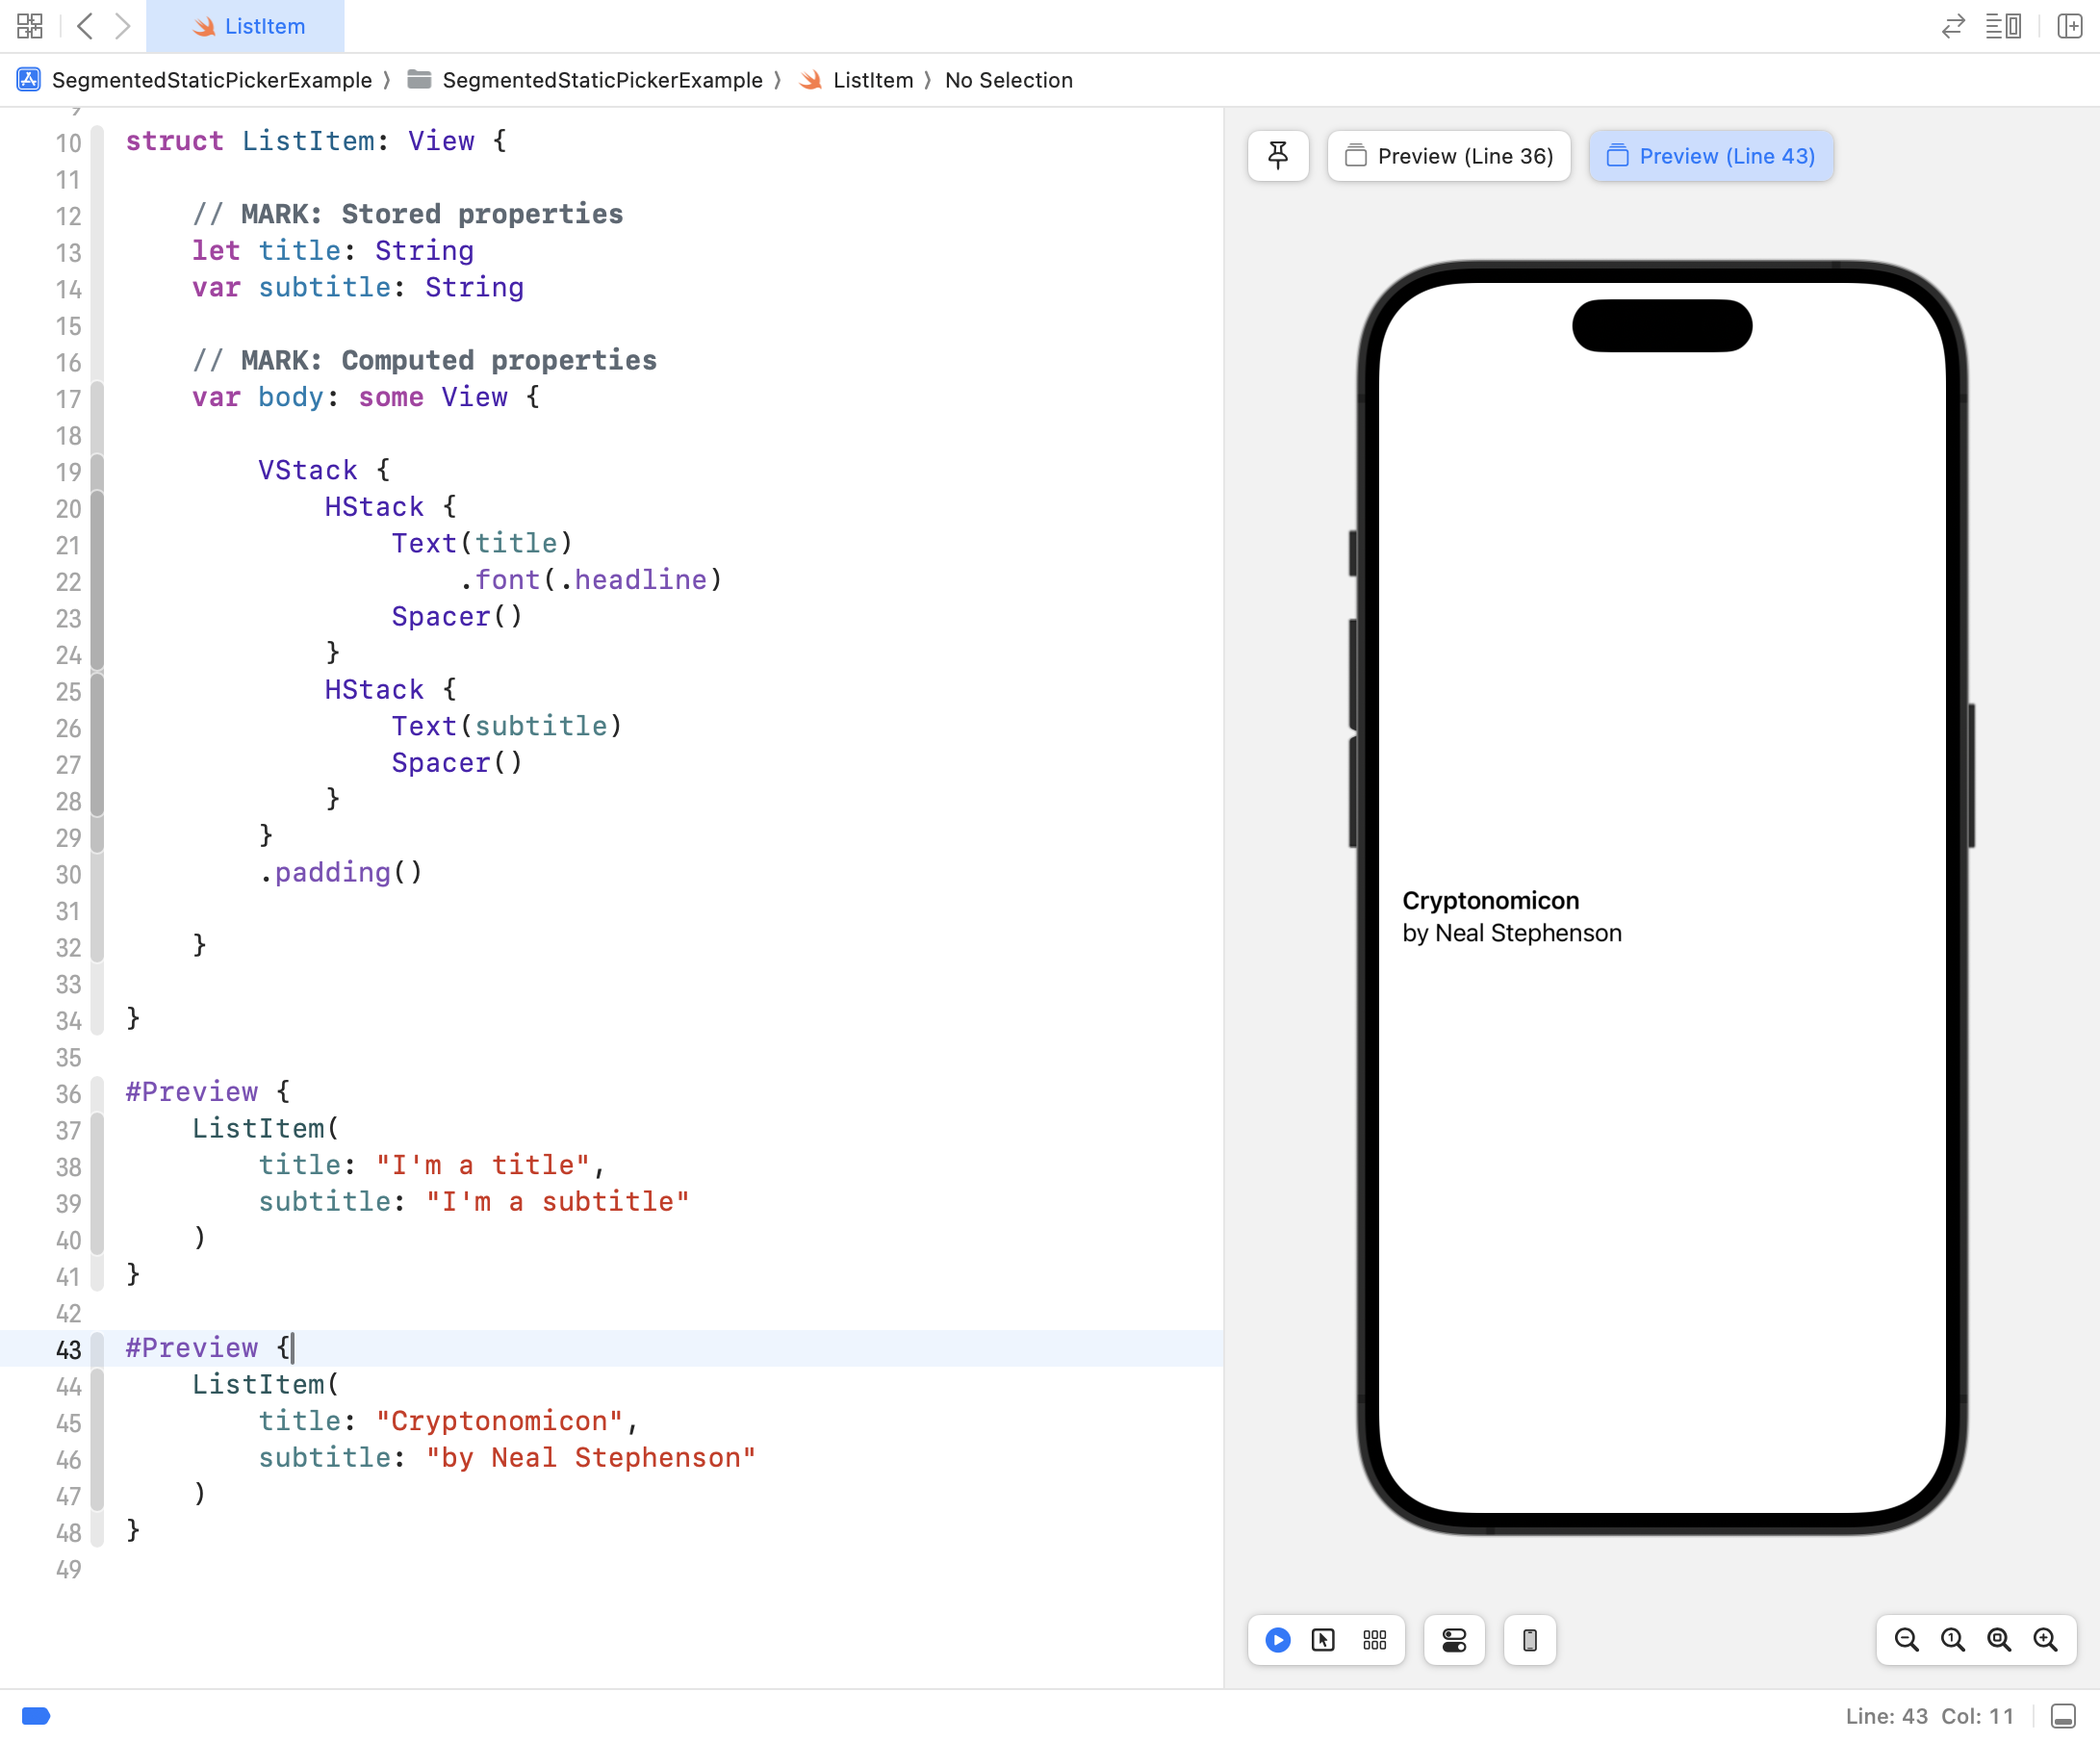 ListItem
SegmentedStaticPickerExample 〉 SegmentedStaticPickerExample 〉 ListItem 〉 No Selection
9
10 struct ListItem: View {
11
12     // MARK: Stored properties
13     let title: String
14     var subtitle: String
15
16     // MARK: Computed properties
17     var body: some View {
18
19         VStack {
20             HStack {
21                 Text(title)
22                     .font(.headline)
23                 Spacer()
24             }
25             HStack {
26                 Text(subtitle)
27                 Spacer()
28             }
29         }
30         .padding()
31
32     }
33
34 }
35
36 #Preview {
37     ListItem(
38         title: "I'm a title",
39         subtitle: "I'm a subtitle"
40     )
41 }
42
43 #Preview {
44     ListItem(
45         title: "Cryptonomicon",
46         subtitle: "by Neal Stephenson"
47     )
48 }
49
Preview (Line 36) Preview (Line 43)
Cryptonomicon
by Neal Stephenson
Line: 43 Col: 11